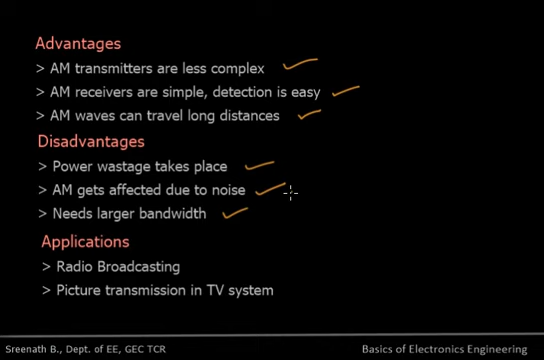 Advantages
> AM transmitters are less complex
> AM receivers are simple, detection is easy
> AM waves can travel long distances
Disadvantages
> Power wastage takes place
> AM gets affected due to noise
> Needs larger bandwidth
Applications
> Radio Broadcasting
> Picture transmission in TV system
Sreenath B., Dept. of EE, GEC TCR
Basics of Electronics Engineering